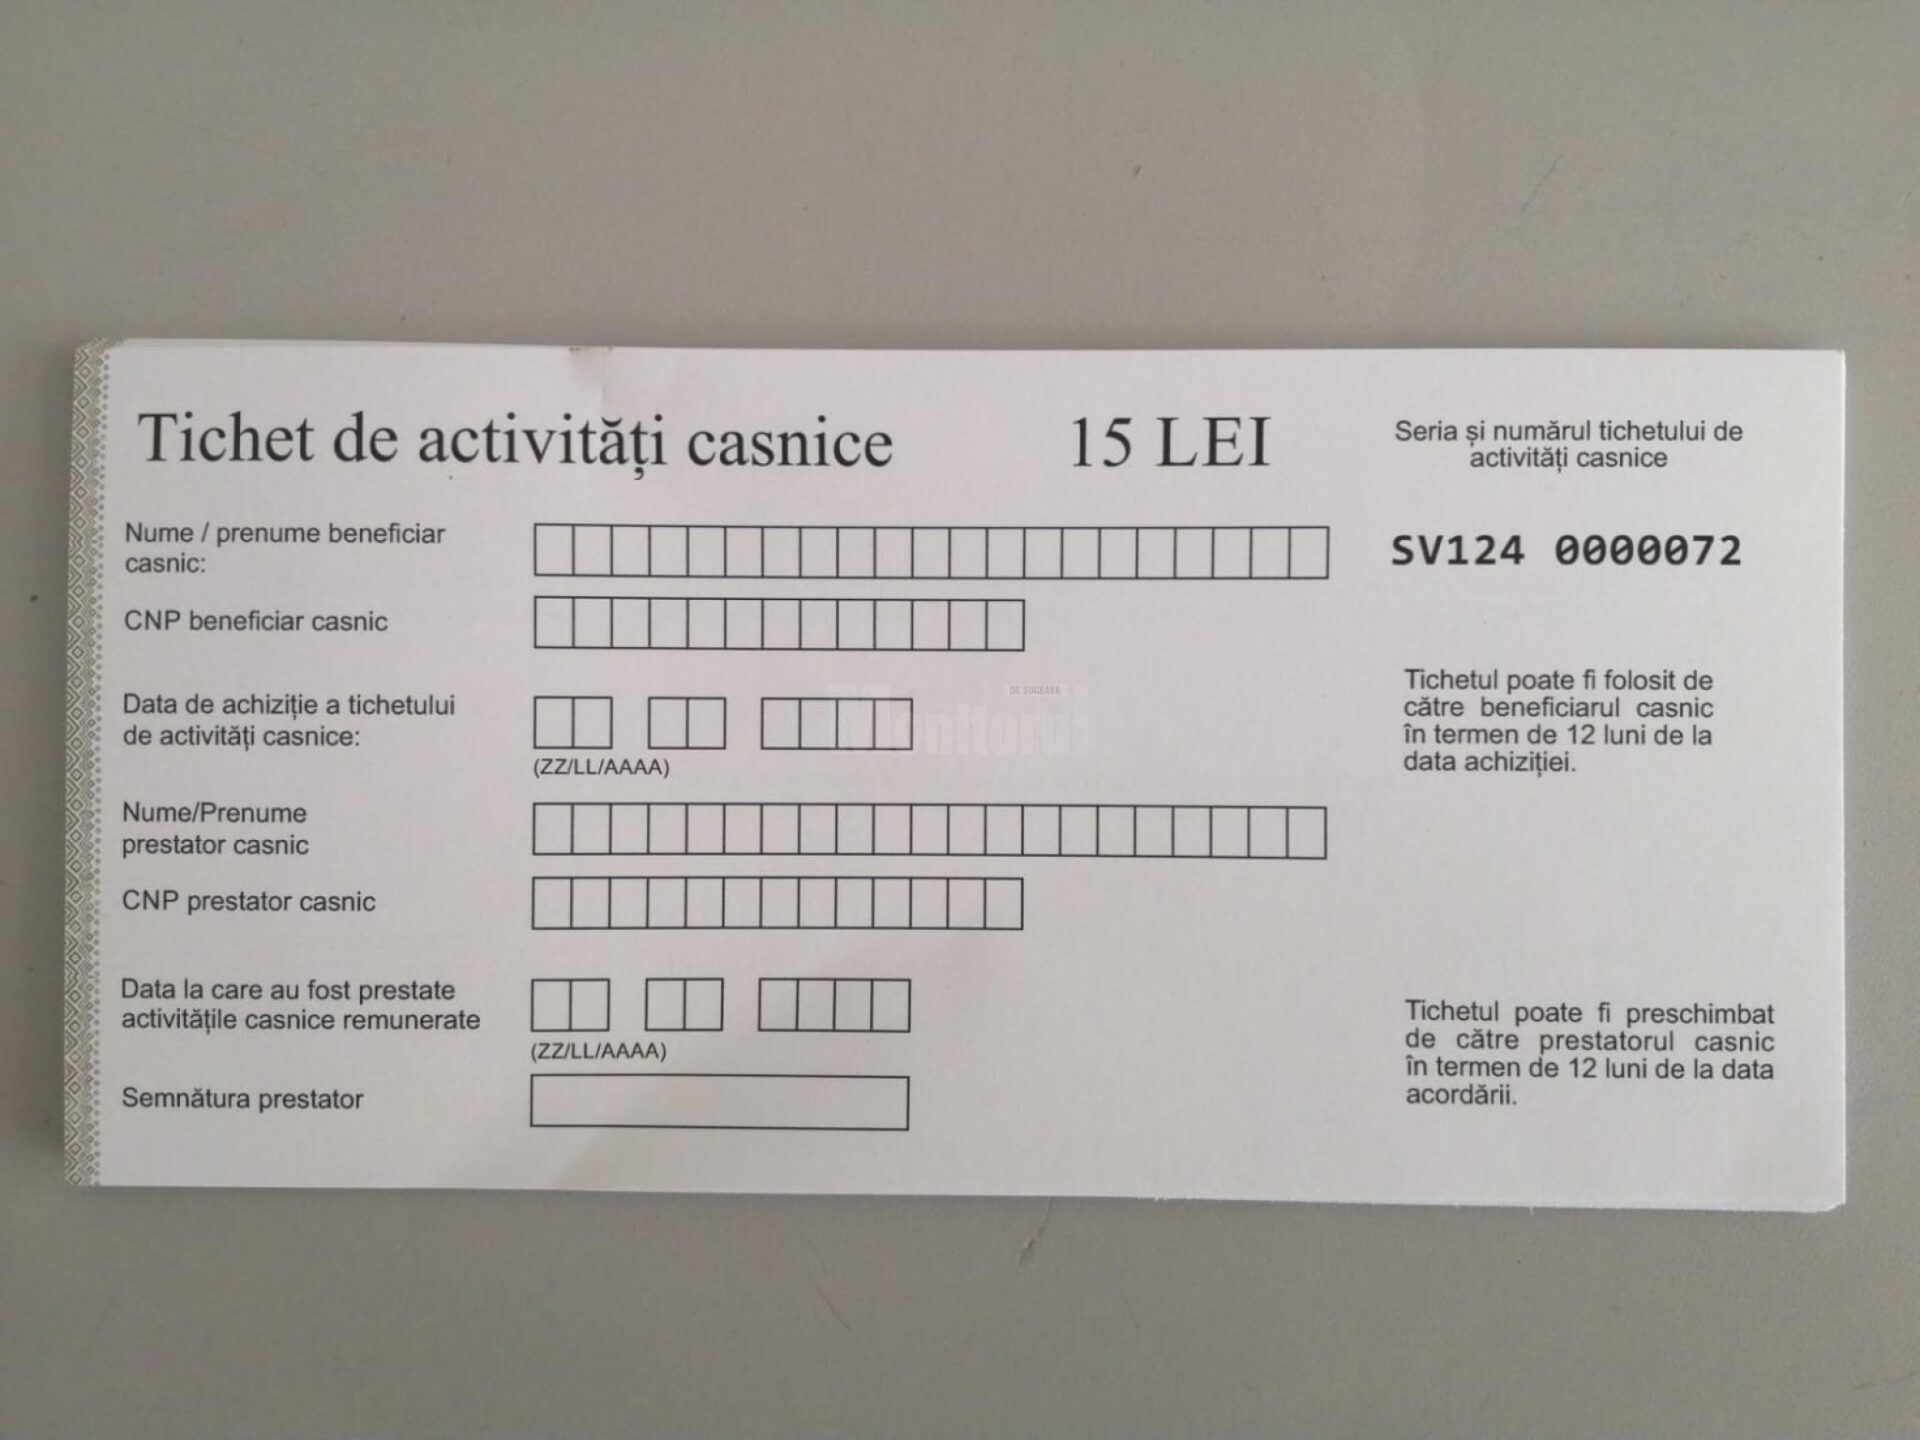 Tichet de activități casnice
15 LEI
Seria și numărul tichetului de
activități casnice
SV124 0000072
Nume / prenume beneficiar
casnic:
CNP beneficiar casnic
Data de achiziție a tichetului
de activități casnice:
(ZZ/LL/AAAA)
Nume/Prenume
prestator casnic
CNP prestator casnic
Data la care au fost prestate
activitățile casnice remunerate
(ZZ/LL/AAAA)
Semnătura prestator
Tichetul poate fi folosit de
către beneficiarul casnic
în termen de 12 luni de la
data achiziției.
Tichetul poate fi preschimbat
de către prestatorul casnic
în termen de 12 luni de la data
acordării.
Monitorul
DE SUCEAVA